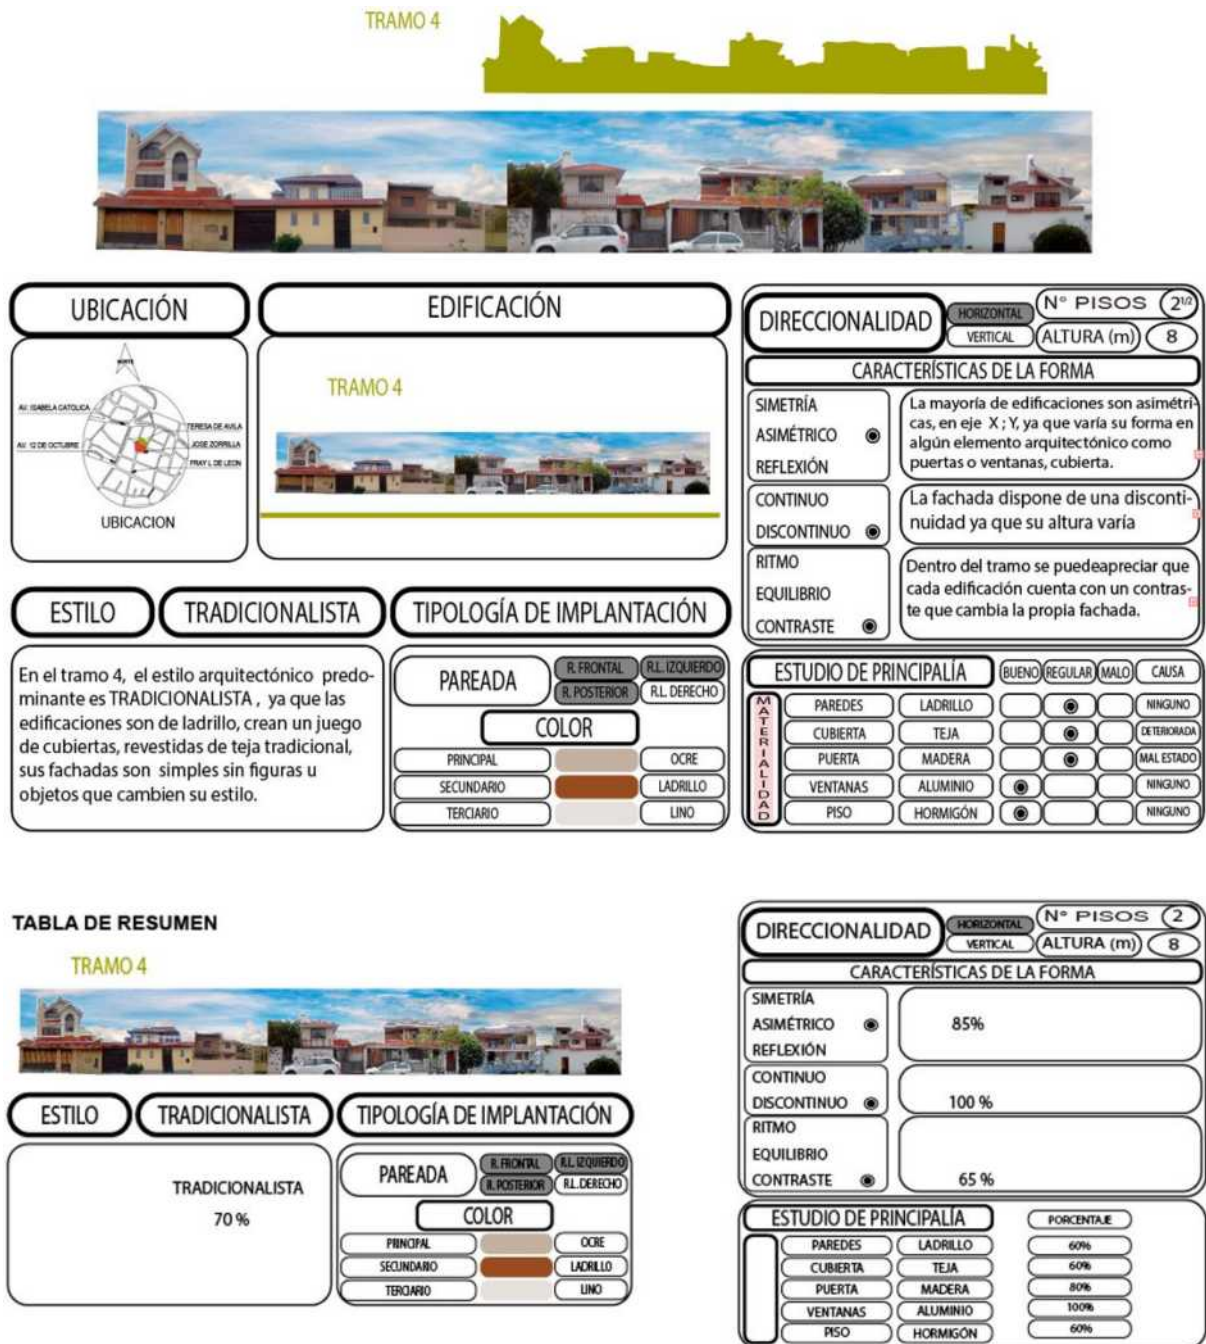 TRAMO 4
UBICACIÓN
EDIFICACIÓN
NORTE
AV. ISABELA CATOLICA
AV. 12 DE OCTUBRE
TERESA DE AVILA
JOSE ZORRILLA
FRAY L DE LEON
UBICACION
TRAMO 4
DIRECCIONALIDAD
HORIZONTAL
VERTICAL
N° PISOS
2 1/2
ALTURA (m)
8
CARACTERÍSTICAS DE LA FORMA
SIMETRÍA
ASIMÉTRICO
REFLEXIÓN
La mayoría de edificaciones son asimétri-
cas, en eje X ; Y, ya que varía su forma en
algún elemento arquitectónico como
puertas o ventanas, cubierta.
CONTINUO
DISCONTINUO
La fachada dispone de una disconti-
nuidad ya que su altura varía
RITMO
EQUILIBRIO
CONTRASTE
Dentro del tramo se puedeapreciar que
cada edificación cuenta con un contras-
te que cambia la propia fachada.
ESTILO
TRADICIONALISTA
TIPOLOGÍA DE IMPLANTACIÓN
En el tramo 4, el estilo arquitectónico predo-
minante es TRADICIONALISTA , ya que las
edificaciones son de ladrillo, crean un juego
de cubiertas, revestidas de teja tradicional,
sus fachadas son simples sin figuras u
objetos que cambien su estilo.
PAREADA
R. FRONTAL
R.L. IZQUIERDO
R. POSTERIOR
R.L. DERECHO
COLOR
PRINCIPAL
OCRE
SECUNDARIO
LADRILLO
TERCIARIO
LINO
ESTUDIO DE PRINCIPALÍA
BUENO
REGULAR
MALO
CAUSA
MATERIALIDAD
PAREDES
LADRILLO
NINGUNO
CUBIERTA
TEJA
DETERIORADA
PUERTA
MADERA
MAL ESTADO
VENTANAS
ALUMINIO
NINGUNO
PISO
HORMIGÓN
NINGUNO
TABLA DE RESUMEN
TRAMO 4
ESTILO
TRADICIONALISTA
TIPOLOGÍA DE IMPLANTACIÓN
TRADICIONALISTA
70 %
PAREADA
R. FRONTAL
R.L. IZQUIERDO
R. POSTERIOR
R.L. DERECHO
COLOR
PRINCIPAL
OCRE
SECUNDARIO
LADRILLO
TERCIARIO
LINO
DIRECCIONALIDAD
HORIZONTAL
VERTICAL
N° PISOS
2
ALTURA (m)
8
CARACTERÍSTICAS DE LA FORMA
SIMETRÍA
ASIMÉTRICO
REFLEXIÓN
85%
CONTINUO
DISCONTINUO
100 %
RITMO
EQUILIBRIO
CONTRASTE
65 %
ESTUDIO DE PRINCIPALÍA
PORCENTAJE
PAREDES
LADRILLO
60%
CUBIERTA
TEJA
60%
PUERTA
MADERA
80%
VENTANAS
ALUMINIO
100%
PISO
HORMIGÓN
60%